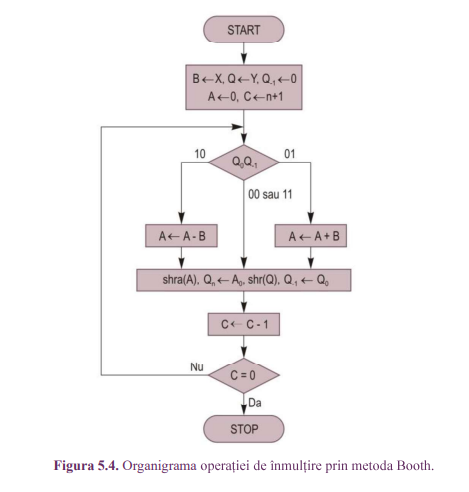 START
B←X, Q←Y, Q₋₁←0
A←0, C←n+1
10
Q₀Q₋₁
01
00 sau 11
A← A - B
A← A + B
shra(A), Qₙ← A₀, shr(Q), Q₋₁ ← Q₀
C← C - 1
Nu
C = 0
Da
STOP
Figura 5.4. Organigrama operației de înmulțire prin metoda Booth.